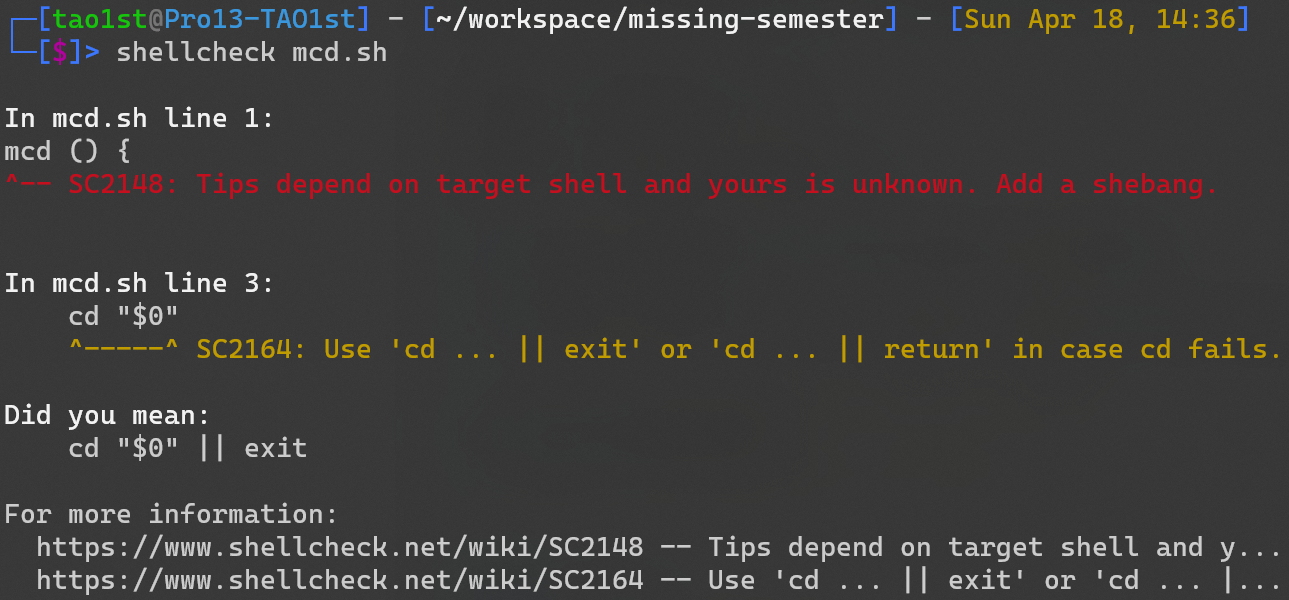 ┌─[tao1st@Pro13-TAO1st] - [~/workspace/missing-semester] - [Sun Apr 18, 14:36]
└─[$]> shellcheck mcd.sh

In mcd.sh line 1:
mcd () {
^-- SC2148: Tips depend on target shell and yours is unknown. Add a shebang.


In mcd.sh line 3:
    cd "$0"
    ^-----^ SC2164: Use 'cd ... || exit' or 'cd ... || return' in case cd fails.

Did you mean:
    cd "$0" || exit

For more information:
  https://www.shellcheck.net/wiki/SC2148 -- Tips depend on target shell and y...
  https://www.shellcheck.net/wiki/SC2164 -- Use 'cd ... || exit' or 'cd ... |...